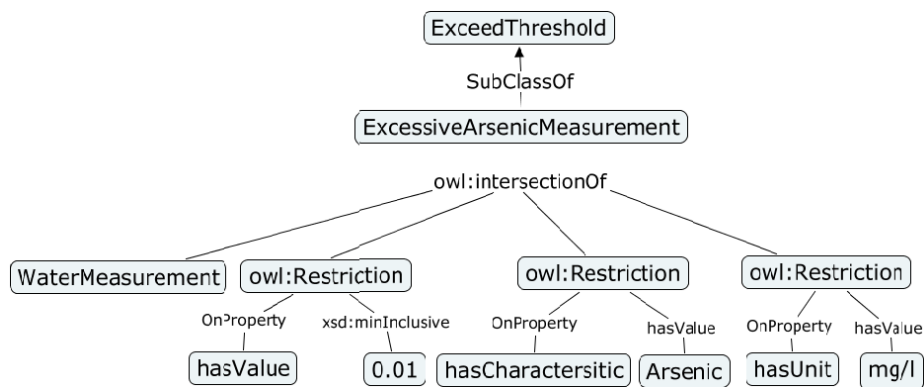 ExceedThreshold
SubClassOf
ExcessiveArsenicMeasurement
owl:intersectionOf
WaterMeasurement owl:Restriction owl:Restriction owl:Restriction
OnProperty xsd:minInclusive OnProperty hasValue OnProperty hasValue
hasValue 0.01 hasCharactersitic Arsenic hasUnit mg/l